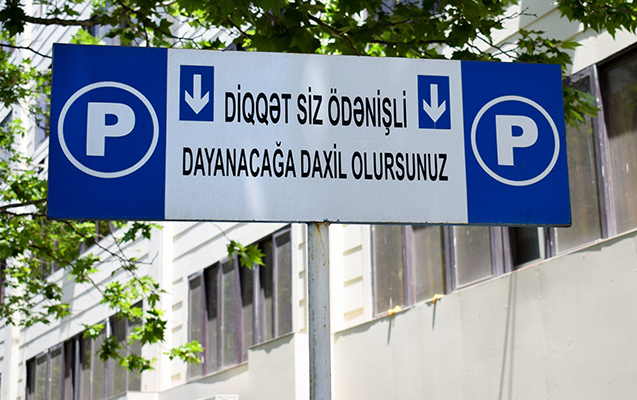 P
DİQQƏT SİZ ÖDƏNİŞLİ
DAYANACAĞA DAXİL OLURSUNUZ
P